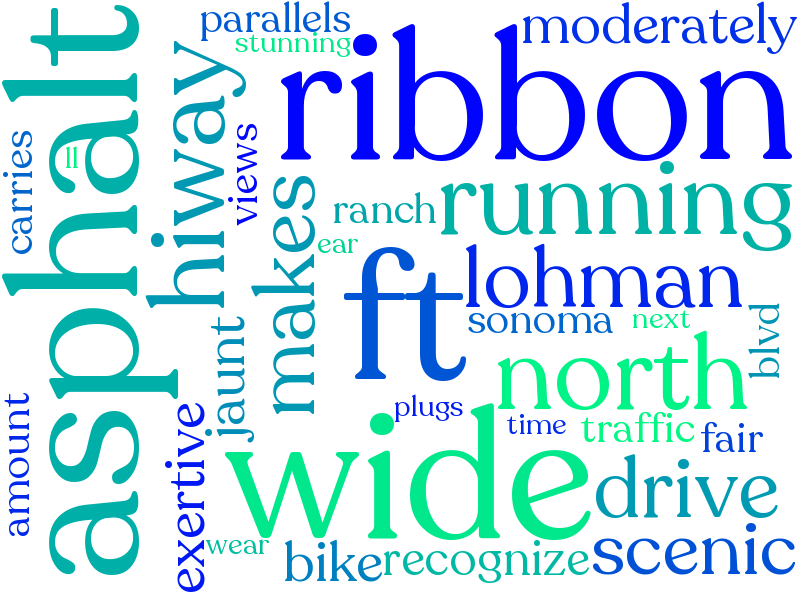 parallels
moderately
stunning
ribbon
asphalt
hiway
carries
ll
views
makes
ranch
running
ear
ft
lohman
sonoma
next
blvd
jaunt
north
amount
plugs
time
traffic
fair
exertive
wide
drive
wear
bike
recognize
scenic